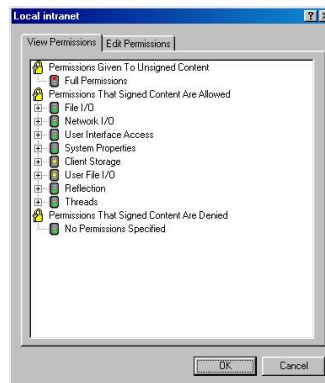 Local intranet
View Permissions Edit Permissions
Permissions Given To Unsigned Content
Full Permissions
Permissions That Signed Content Are Allowed
File I/O
Network I/O
User Interface Access
System Properties
Client Storage
User File I/O
Reflection
Threads
Permissions That Signed Content Are Denied
No Permissions Specified
OK Cancel